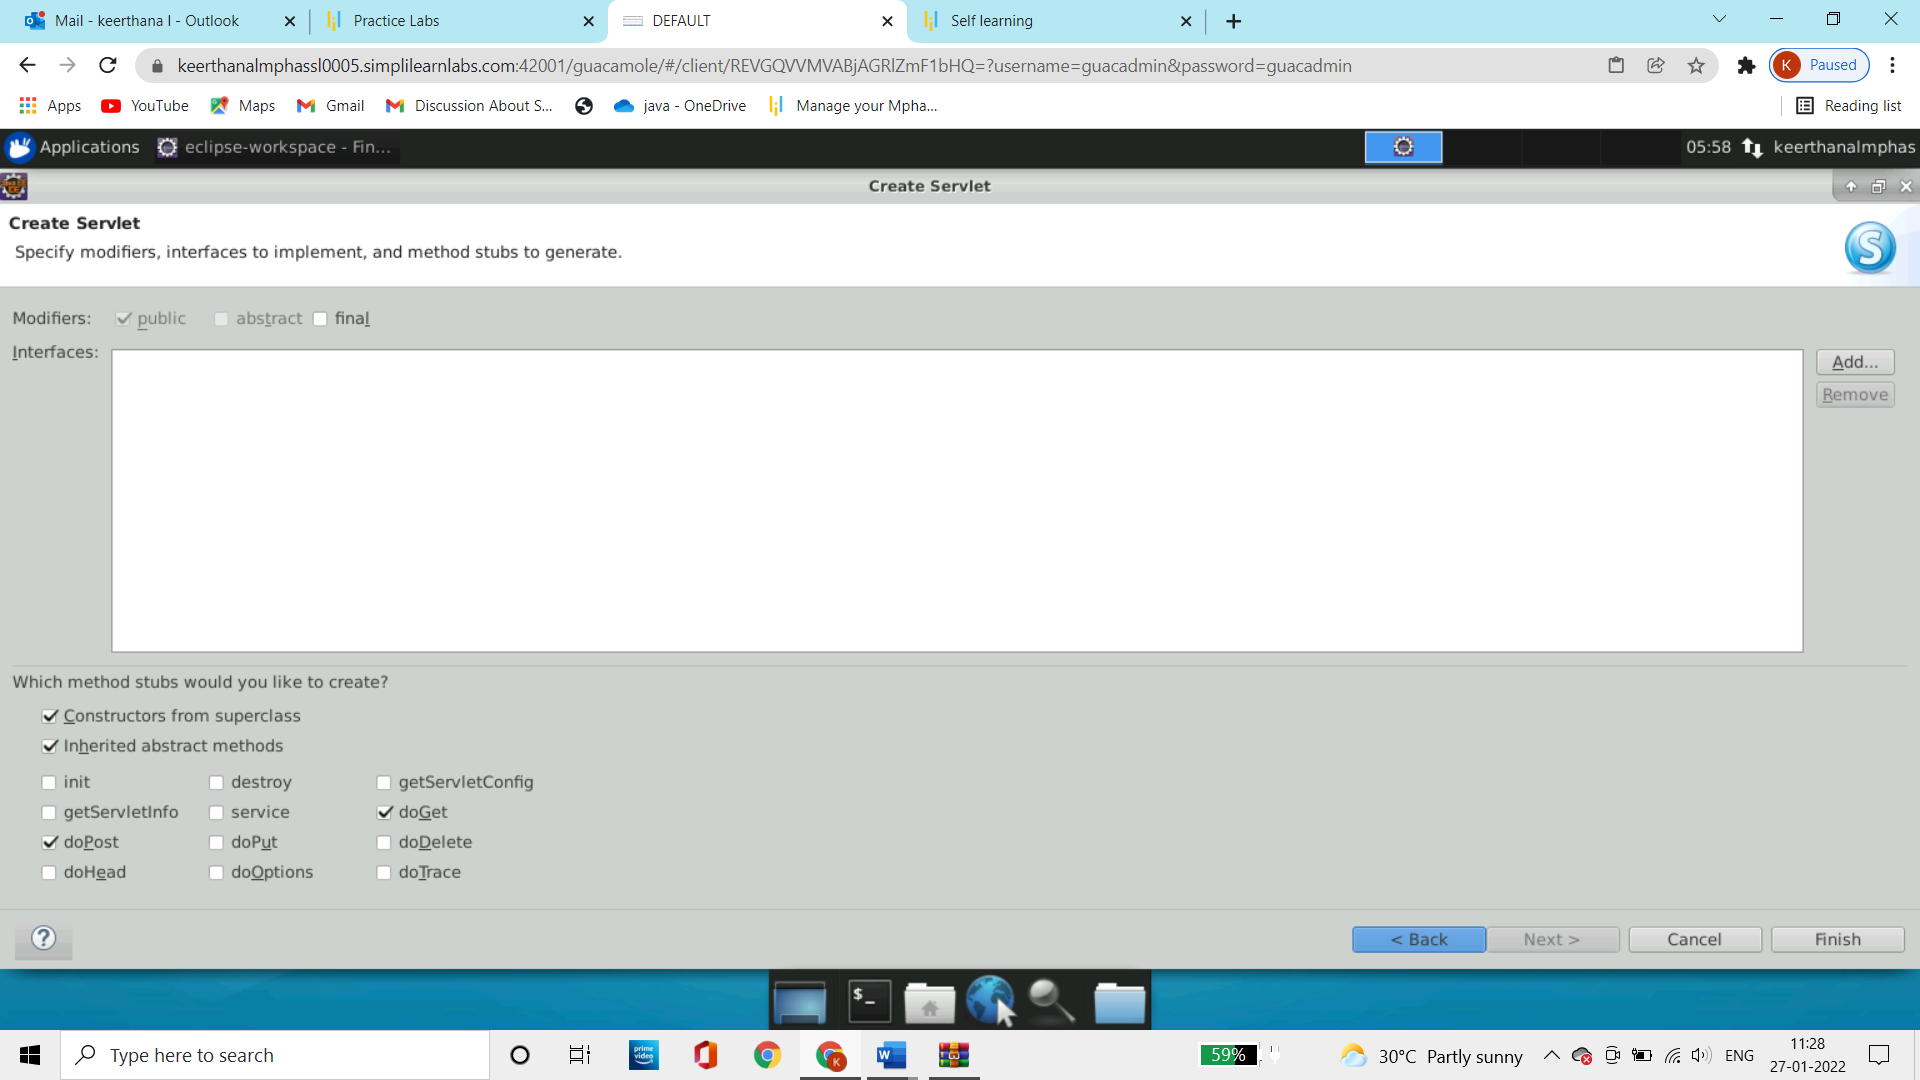 Mail - keerthana I - Outlook
Practice Labs
DEFAULT
Self learning
keerthanalmphassl0005.simplilearnlabs.com:42001/guacamole/#/client/REVGQVVMVABjAGRlZmF1bHQ=?username=guacadmin&password=guacadmin
K Paused
Apps YouTube Maps Gmail Discussion About S... java - OneDrive Manage your Mpha... Reading list
Applications eclipse-workspace - Fin... 05:58 keerthanalmphas
Create Servlet
Create Servlet
Specify modifiers, interfaces to implement, and method stubs to generate.
S
Modifiers: public abstract final
Interfaces:
Add...
Remove
Which method stubs would you like to create?
Constructors from superclass
Inherited abstract methods
init destroy getServletConfig
getServletInfo service doGet
doPost doPut doDelete
doHead doOptions doTrace
? < Back Next > Cancel Finish
$_
Type here to search
prime video
K
W
59%
30°C Partly sunny
ENG
11:28
27-01-2022